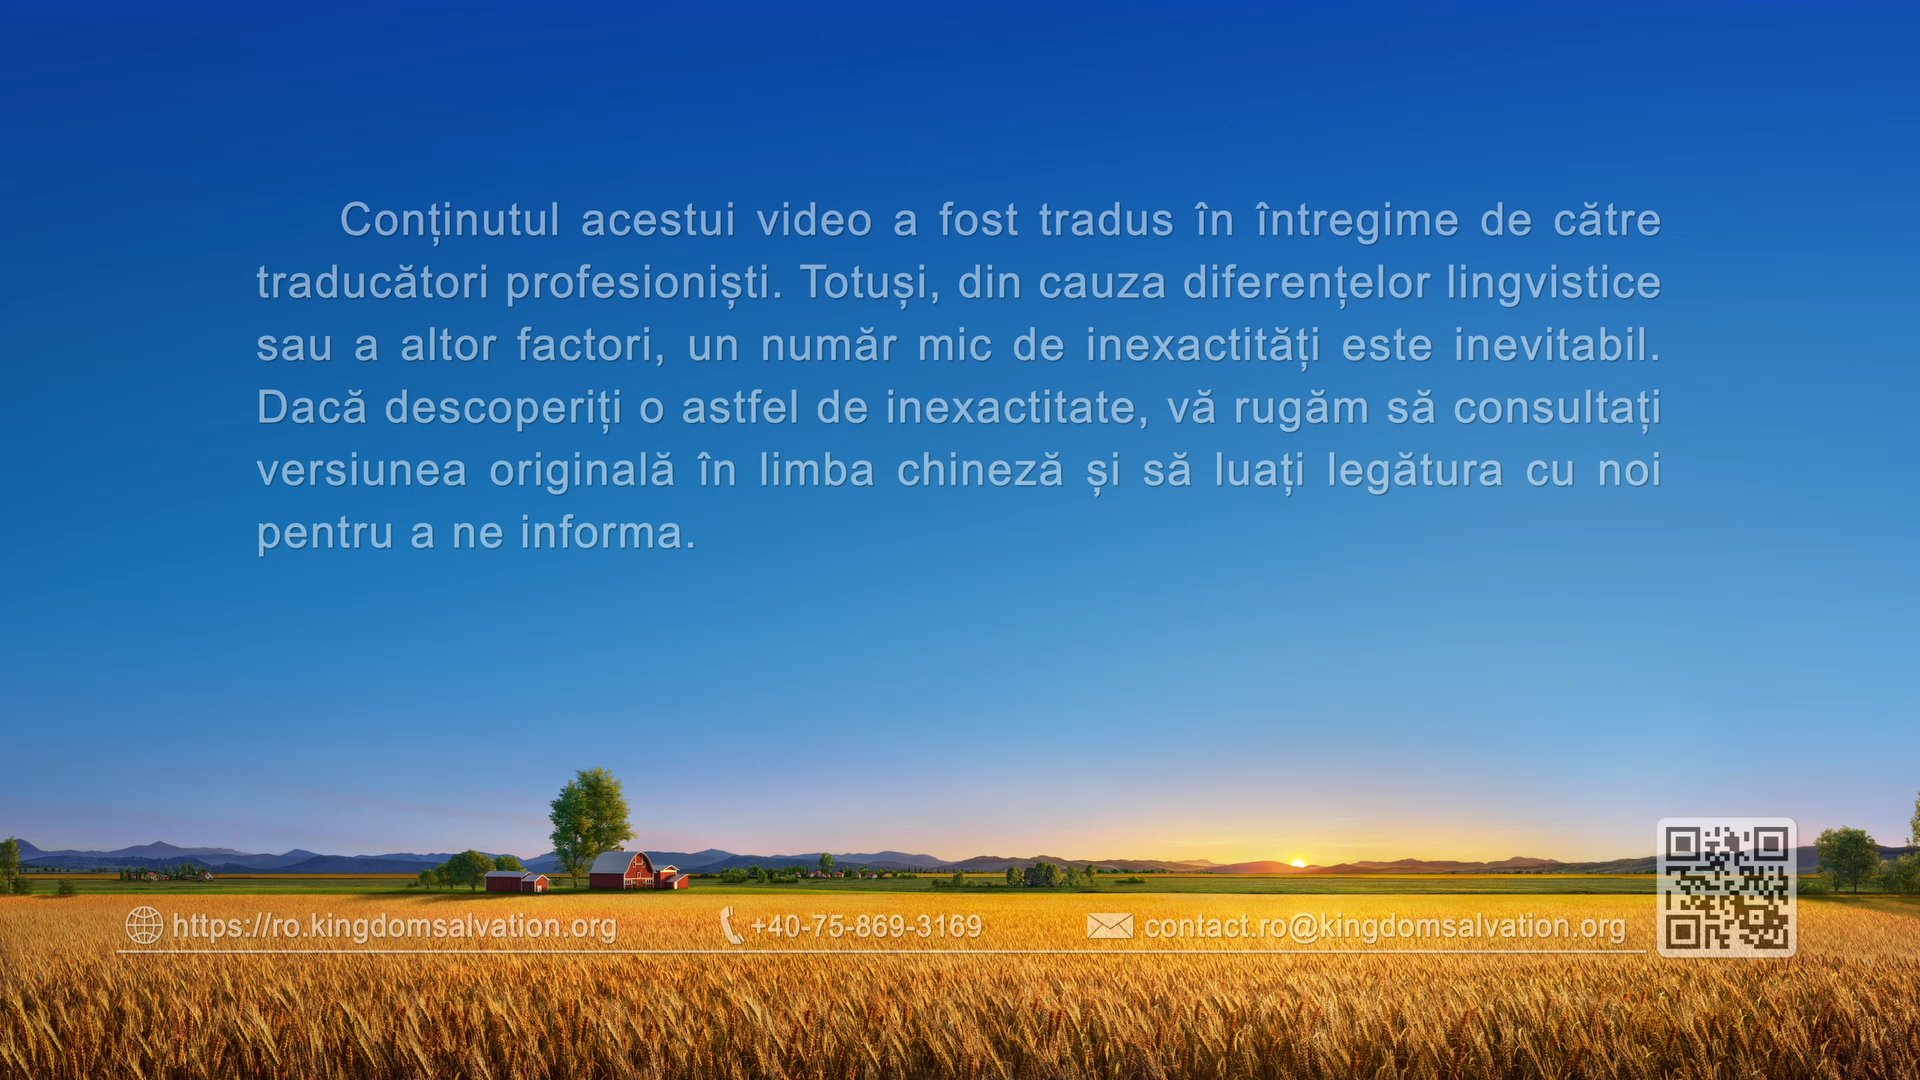 Conținutul acestui video a fost tradus în întregime de către
traducători profesioniști. Totuși, din cauza diferențelor lingvistice
sau a altor factori, un număr mic de inexactități este inevitabil.
Dacă descoperiți o astfel de inexactitate, vă rugăm să consultați
versiunea originală în limba chineză și să luați legătura cu noi
pentru a ne informa.
https://ro.kingdomsalvation.org +40-75-869-3169 contact.ro@kingdomsalvation.org